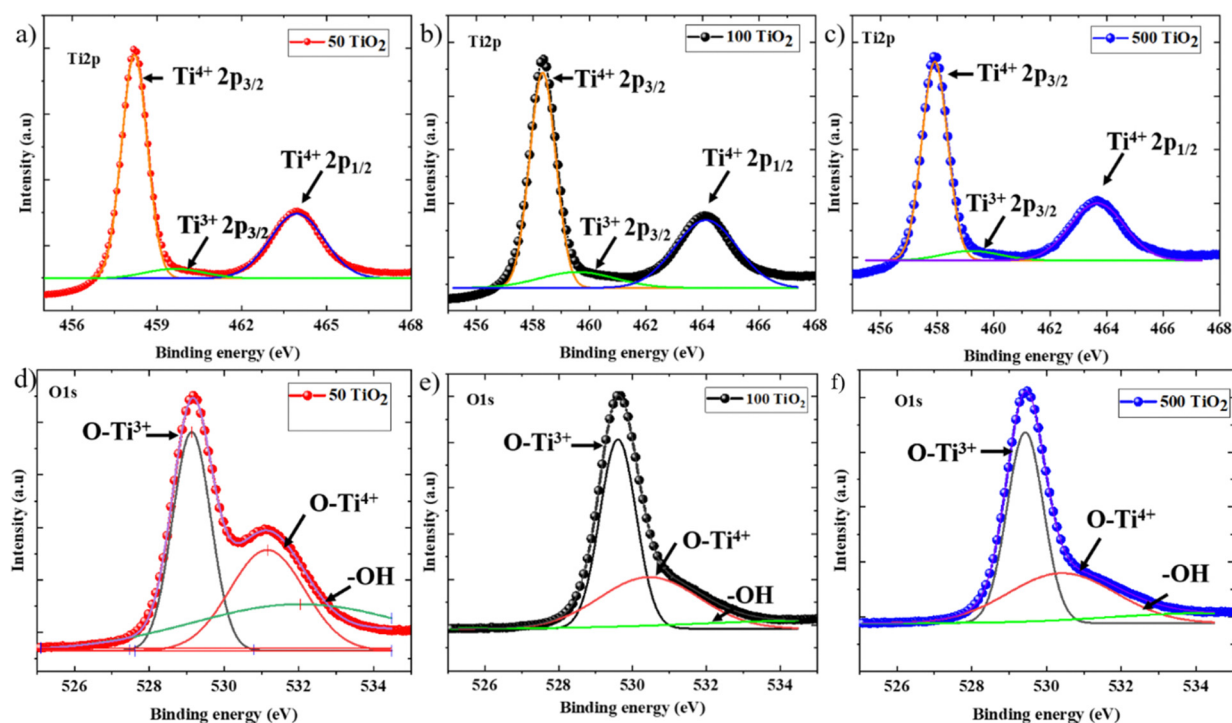 a)
Ti2p
50 TiO₂
Ti⁴⁺ 2p₃/₂
Ti⁴⁺ 2p₁/₂
Ti³⁺ 2p₃/₂
Intensity (a.u)
456 459 462 465 468
Binding energy (eV)
b)
Ti2p
100 TiO₂
Ti⁴⁺ 2p₃/₂
Ti⁴⁺ 2p₁/₂
Ti³⁺ 2p₃/₂
Intensity (a.u)
456 458 460 462 464 466 468
Binding energy (eV)
c)
Ti2p
500 TiO₂
Ti⁴⁺ 2p₃/₂
Ti⁴⁺ 2p₁/₂
Ti³⁺ 2p₃/₂
Intensity (a.u)
456 458 460 462 464 466 468
Binding energy (eV)
d)
O1s
50 TiO₂
O-Ti³⁺
O-Ti⁴⁺
-OH
Intensity (a.u)
526 528 530 532 534
Binding energy (eV)
e)
O1s
100 TiO₂
O-Ti³⁺
O-Ti⁴⁺
-OH
Intensity (a.u)
526 528 530 532 534
Binding energy (eV)
f)
O1s
500 TiO₂
O-Ti³⁺
O-Ti⁴⁺
-OH
Intensity (a.u)
526 528 530 532 534
Binding energy (eV)